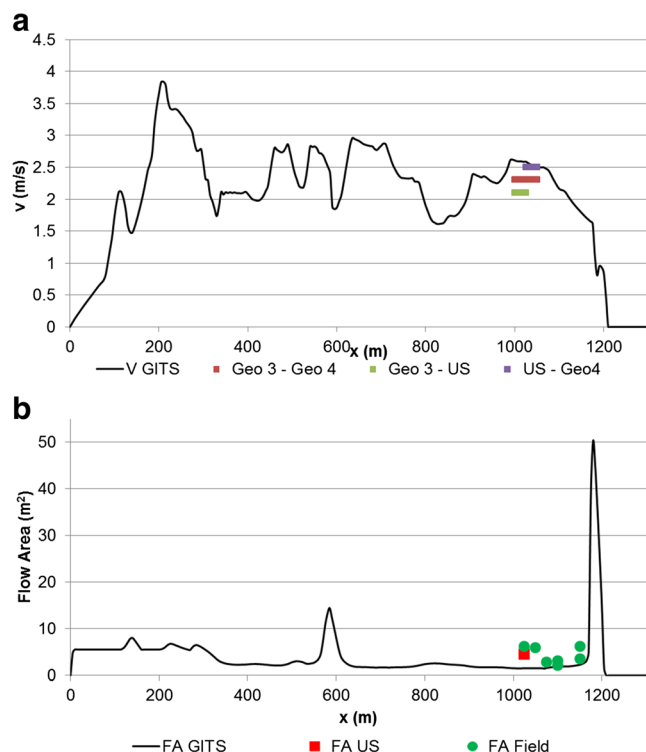 a
4.5
4
3.5
3
2.5
2
1.5
1
0.5
0
v (m/s)
0 200 400 600 800 1000 1200
x (m)
V GITS Geo 3 - Geo 4 Geo 3 - US US - Geo4
b
50
40
30
20
10
0
Flow Area (m²)
0 200 400 600 800 1000 1200
x (m)
FA GITS FA US FA Field